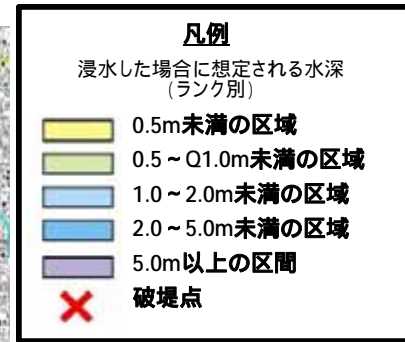 凡例
浸水した場合に想定される水深
(ランク別)
0.5m未満の区域
0.5～Q1.0m未満の区域
1.0～2.0m未満の区域
2.0～5.0m未満の区域
5.0m以上の区間
破堤点